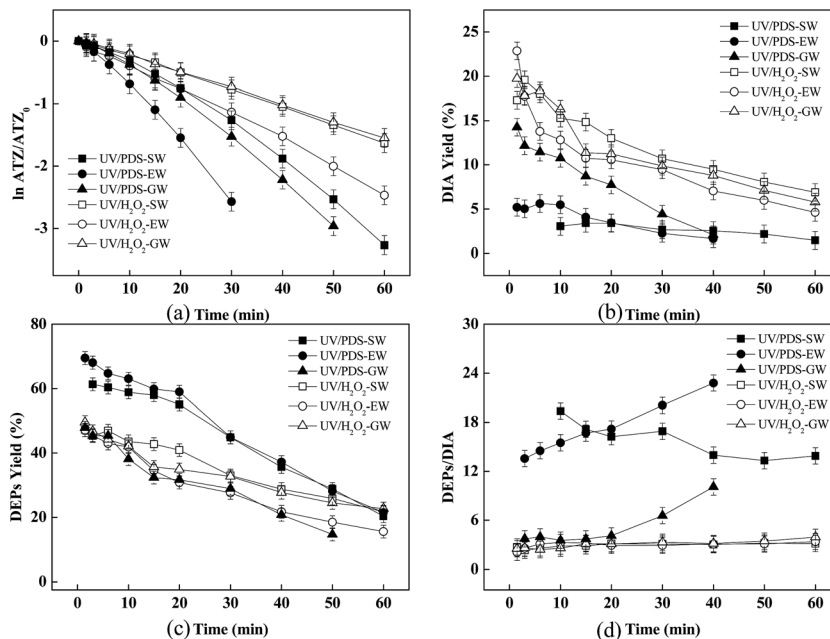 ln ATZ/ATZ₀
0
-1
-2
-3
UV/PDS-SW
UV/PDS-EW
UV/PDS-GW
UV/H₂O₂-SW
UV/H₂O₂-EW
UV/H₂O₂-GW
0 10 20 30 40 50 60
(a) Time (min)
DIA Yield (%)
25
20
15
10
5
0
UV/PDS-SW
UV/PDS-EW
UV/PDS-GW
UV/H₂O₂-SW
UV/H₂O₂-EW
UV/H₂O₂-GW
0 10 20 30 40 50 60
(b) Time (min)
DEPs Yield (%)
80
60
40
20
0
UV/PDS-SW
UV/PDS-EW
UV/PDS-GW
UV/H₂O₂-SW
UV/H₂O₂-EW
UV/H₂O₂-GW
0 10 20 30 40 50 60
(c) Time (min)
DEPs/DIA
30
24
18
12
6
0
UV/PDS-SW
UV/PDS-EW
UV/PDS-GW
UV/H₂O₂-SW
UV/H₂O₂-EW
UV/H₂O₂-GW
0 10 20 30 40 50 60
(d) Time (min)